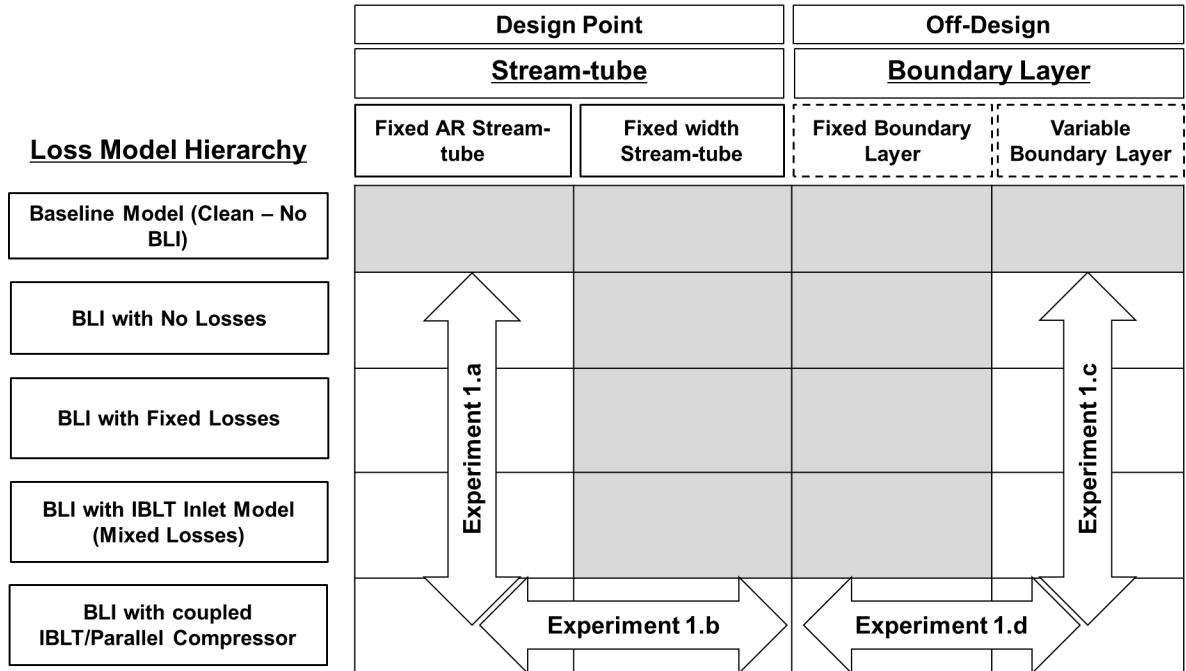 Design Point
Off-Design
Stream-tube
Boundary Layer
Fixed AR Stream-
tube
Fixed width
Stream-tube
Fixed Boundary
Layer
Variable
Boundary Layer
Loss Model Hierarchy
Baseline Model (Clean – No
BLI)
BLI with No Losses
BLI with Fixed Losses
BLI with IBLT Inlet Model
(Mixed Losses)
BLI with coupled
IBLT/Parallel Compressor
Experiment 1.a
Experiment 1.c
Experiment 1.b
Experiment 1.d